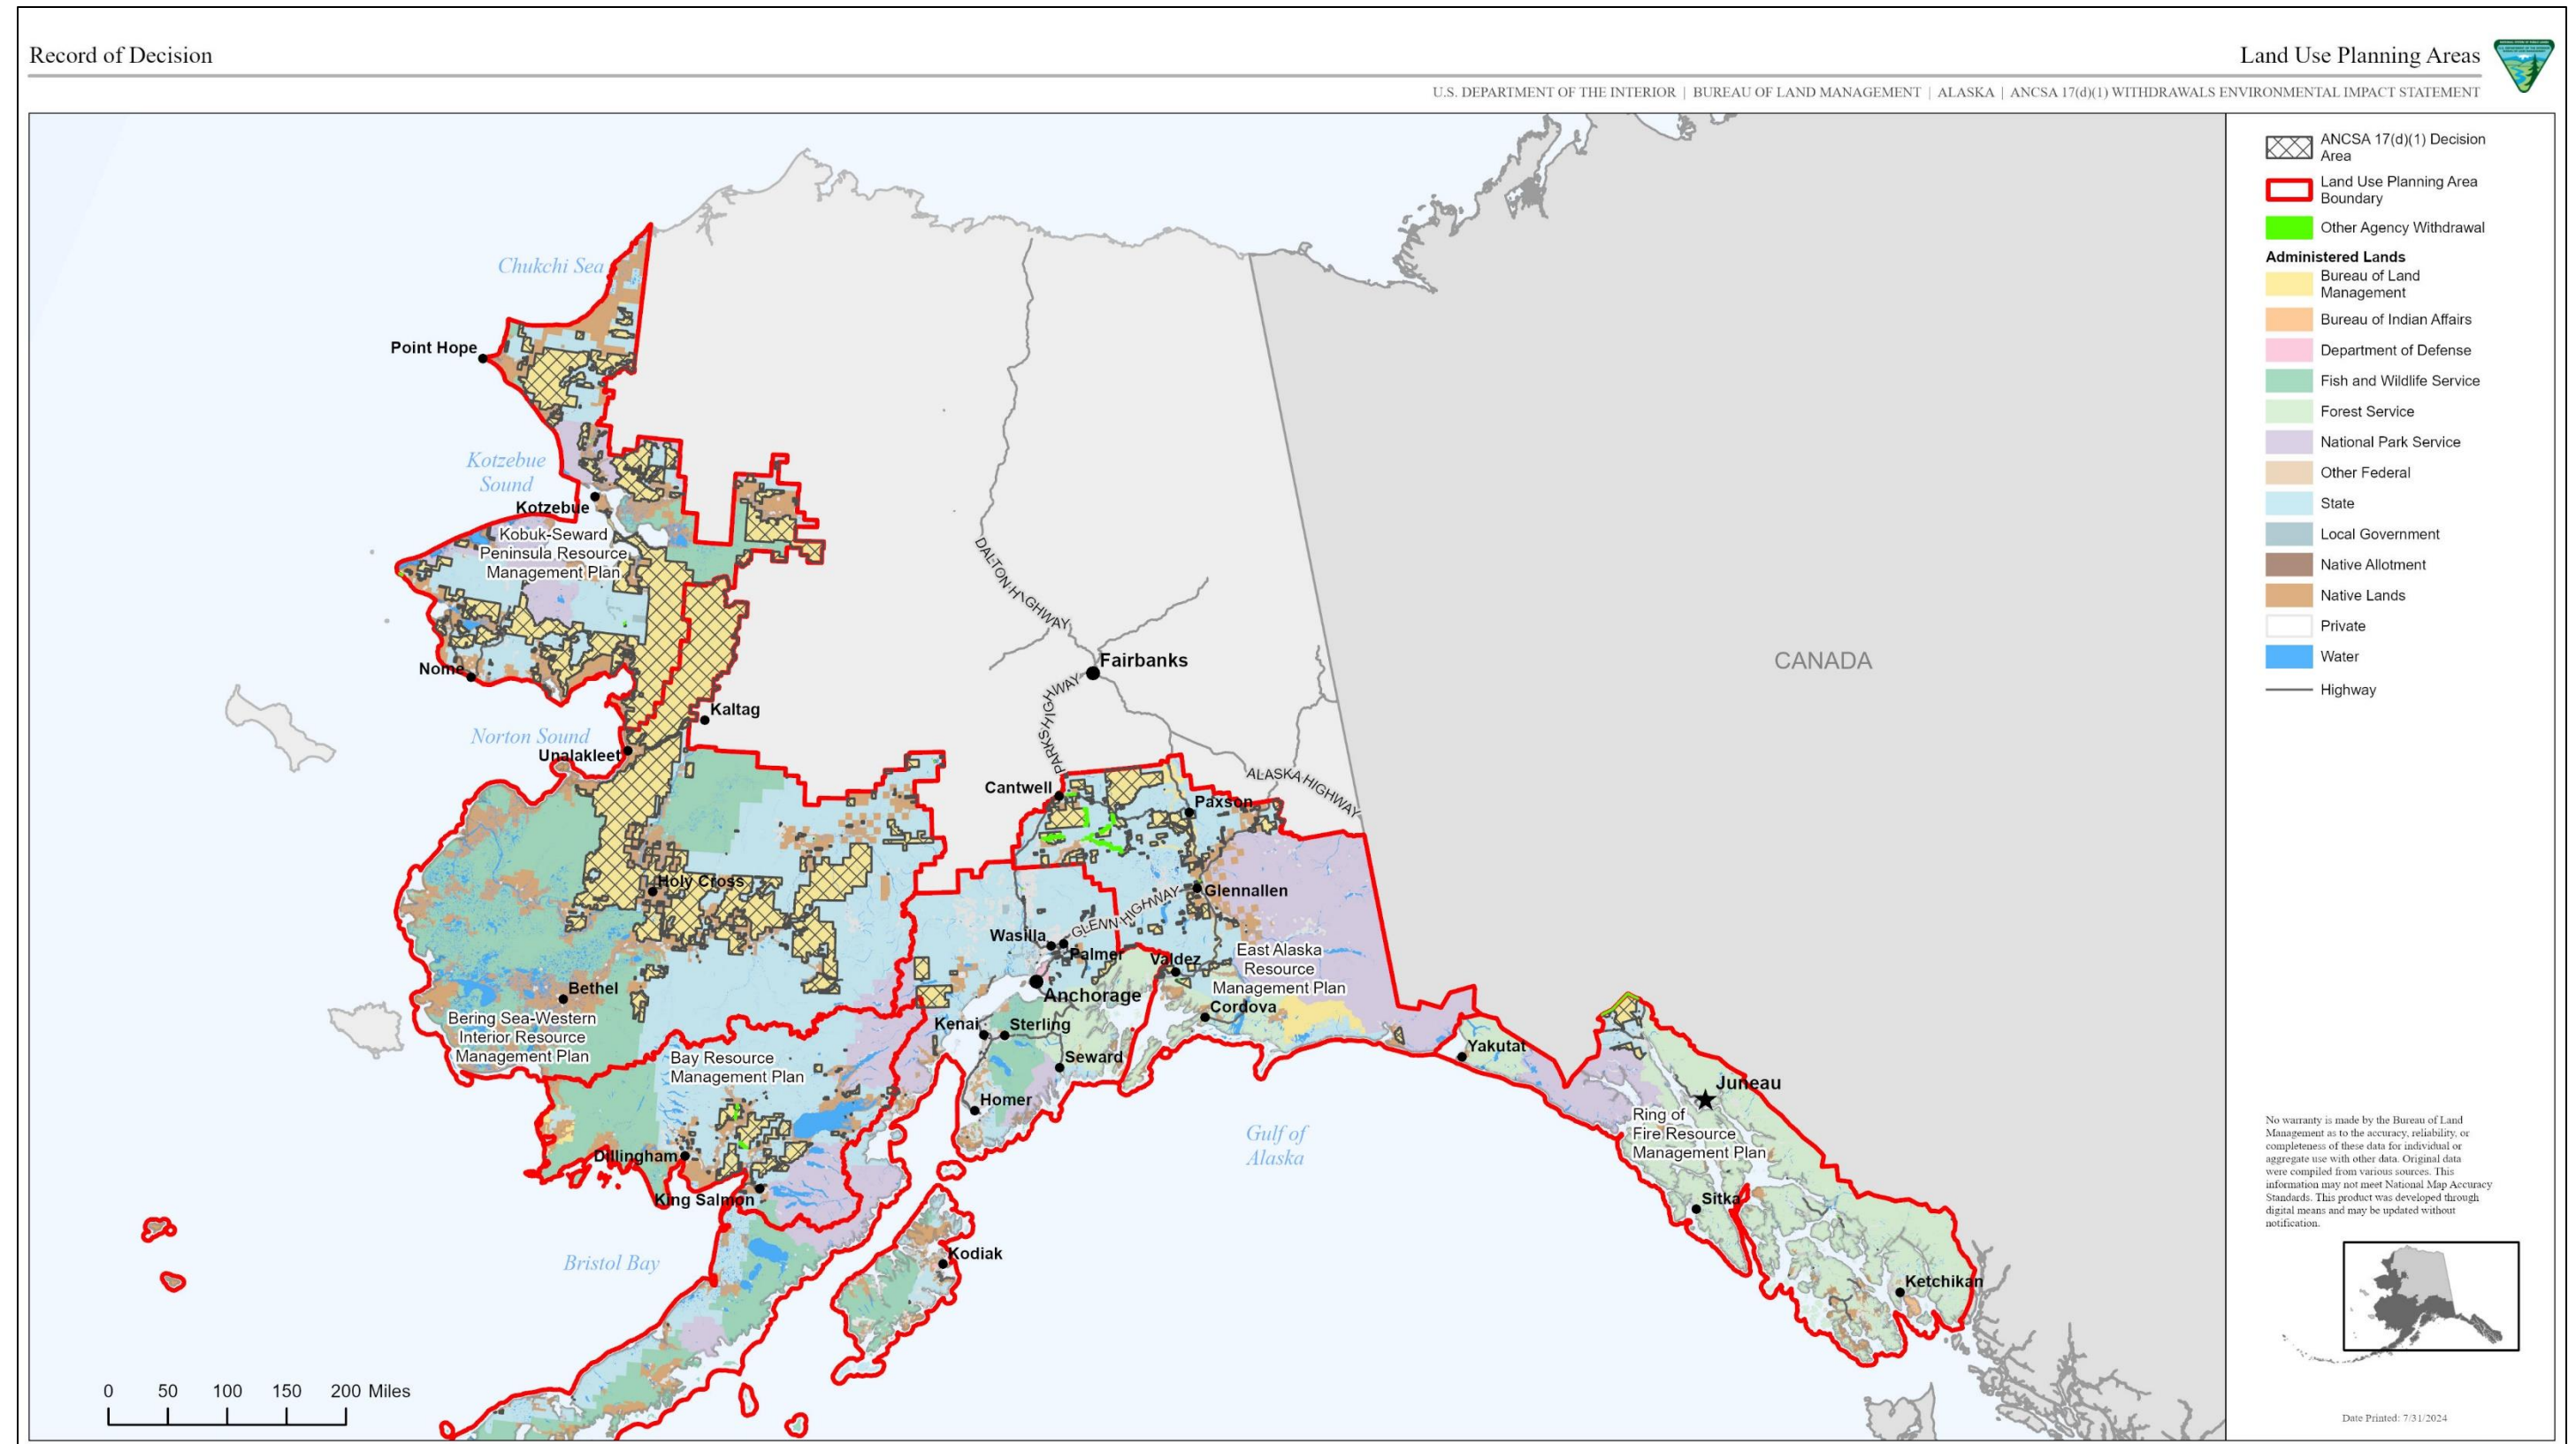 Record of Decision
Land Use Planning Areas
U.S. DEPARTMENT OF THE INTERIOR | BUREAU OF LAND MANAGEMENT | ALASKA | ANCSA 17(d)(1) WITHDRAWALS ENVIRONMENTAL IMPACT STATEMENT
Chukchi Sea
Point Hope
Kotzebue
Sound
Kotzebue
Kobuk-Seward
Peninsula Resource
Management Plan
Nome
Norton Sound
Unalakleet
Kaltag
DALTON HIGHWAY
Fairbanks
PARKS HIGHWAY
ALASKA HIGHWAY
CANADA
Cantwell
Paxson
Holy Cross
Glennallen
GLENN HIGHWAY
Wasilla
Palmer
Valdez
East Alaska
Resource
Management Plan
Anchorage
Cordova
Bethel
Bering Sea-Western
Interior Resource
Management Plan
Kenai
Sterling
Seward
Bay Resource
Management Plan
Homer
Yakutat
Juneau
Ring of
Fire Resource
Management Plan
Gulf of
Alaska
Dillingham
King Salmon
Sitka
Kodiak
Bristol Bay
Ketchikan
0 50 100 150 200 Miles
ANCSA 17(d)(1) Decision
Area
Land Use Planning Area
Boundary
Other Agency Withdrawal
Administered Lands
Bureau of Land
Management
Bureau of Indian Affairs
Department of Defense
Fish and Wildlife Service
Forest Service
National Park Service
Other Federal
State
Local Government
Native Allotment
Native Lands
Private
Water
Highway
No warranty is made by the Bureau of Land
Management as to the accuracy, reliability, or
completeness of these data for individual or
aggregate use with other data. Original data
were compiled from various sources. This
information may not meet National Map Accuracy
Standards. This product was developed through
digital means and may be updated without
notification.
Date Printed: 7/31/2024